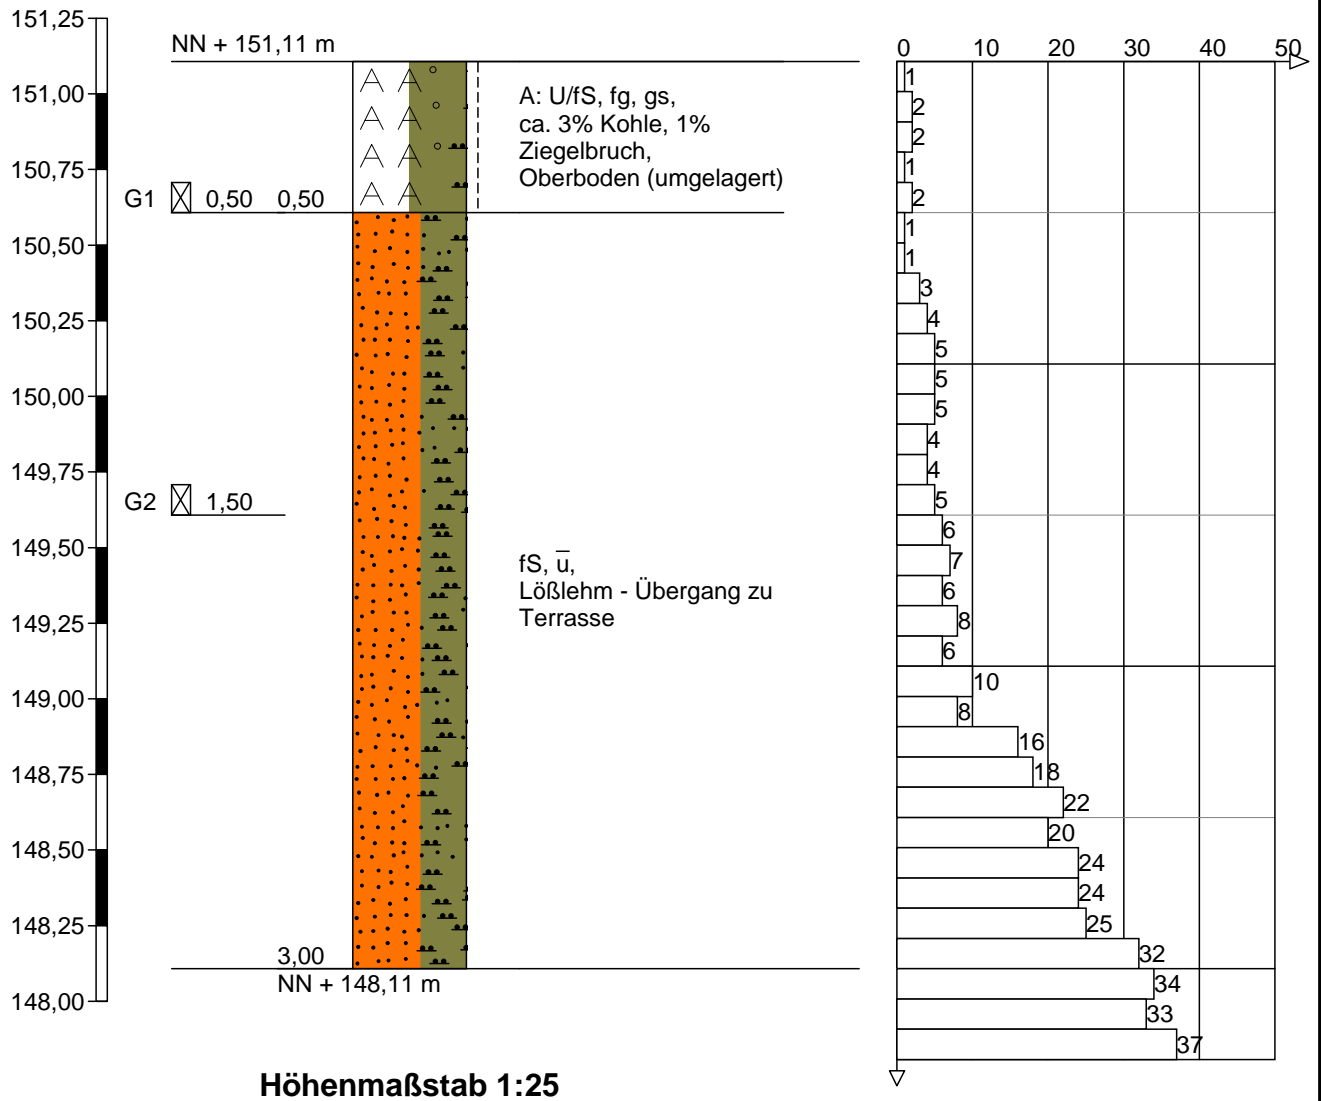 151,25
NN + 151,11 m
0 10 20 30 40 50
151,00
150,75
150,50
150,25
150,00
149,75
149,50
149,25
149,00
148,75
148,50
148,25
148,00
A A
A A
A A
A A
A: U/fS, fg, gs,
ca. 3% Kohle, 1%
Ziegelbruch,
Oberboden (umgelagert)
G1 0,50 0,50
G2 1,50
fS, u̅,
Lößlehm - Übergang zu
Terrasse
3,00
NN + 148,11 m
1
2
2
1
2
1
1
3
4
5
5
5
4
4
5
6
7
6
8
6
10
8
16
18
22
20
24
24
25
32
34
33
37
Höhenmaßstab 1:25